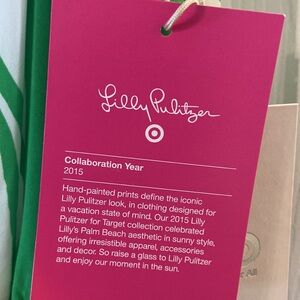 Lilly Pulitzer
Collaboration Year
2015
Hand-painted prints define the iconic
Lilly Pulitzer look, in clothing designed for
a vacation state of mind. Our 2015 Lilly
Pulitzer for Target collection celebrated
Lilly's Palm Beach aesthetic in sunny style,
offering irresistible apparel, accessories
and decor. So raise a glass to Lilly Pulitzer
and enjoy our moment in the sun.
All